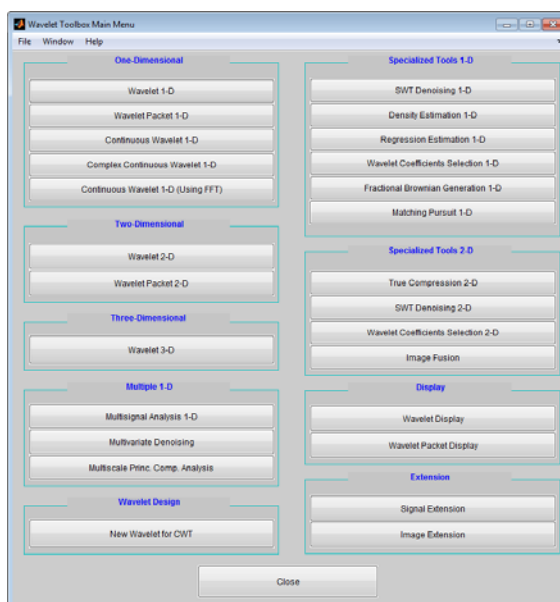 Wavelet Toolbox Main Menu
File Window Help
One-Dimensional
Wavelet 1-D
Wavelet Packet 1-D
Continuous Wavelet 1-D
Complex Continuous Wavelet 1-D
Continuous Wavelet 1-D (Using FFT)
Two-Dimensional
Wavelet 2-D
Wavelet Packet 2-D
Three-Dimensional
Wavelet 3-D
Multiple 1-D
Multisignal Analysis 1-D
Multivariate Denoising
Multiscale Princ. Comp. Analysis
Wavelet Design
New Wavelet for CWT
Specialized Tools 1-D
SWT Denoising 1-D
Density Estimation 1-D
Regression Estimation 1-D
Wavelet Coefficients Selection 1-D
Fractional Brownian Generation 1-D
Matching Pursuit 1-D
Specialized Tools 2-D
True Compression 2-D
SWT Denoising 2-D
Wavelet Coefficients Selection 2-D
Image Fusion
Display
Wavelet Display
Wavelet Packet Display
Extension
Signal Extension
Image Extension
Close